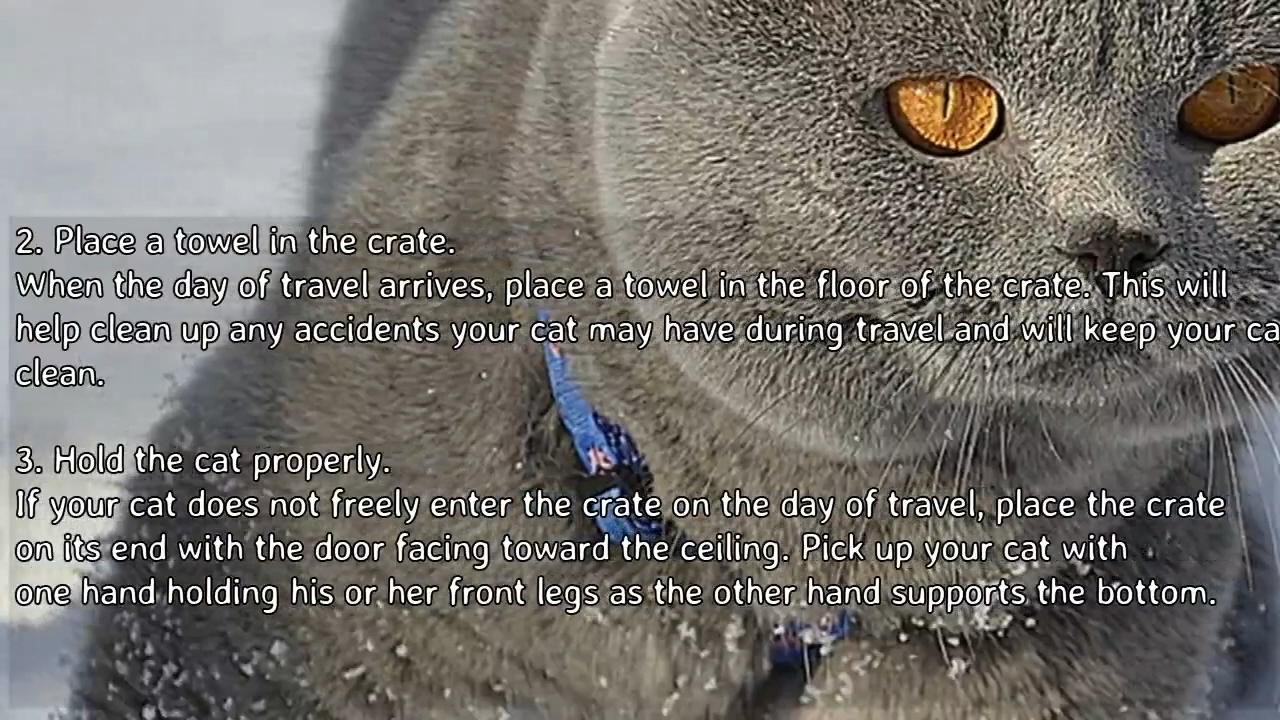 2. Place a towel in the crate.
When the day of travel arrives, place a towel in the floor of the crate. This will
help clean up any accidents your cat may have during travel and will keep your ca
clean.
3. Hold the cat properly.
If your cat does not freely enter the crate on the day of travel, place the crate
on its end with the door facing toward the ceiling. Pick up your cat with
one hand holding his or her front legs as the other hand supports the bottom.